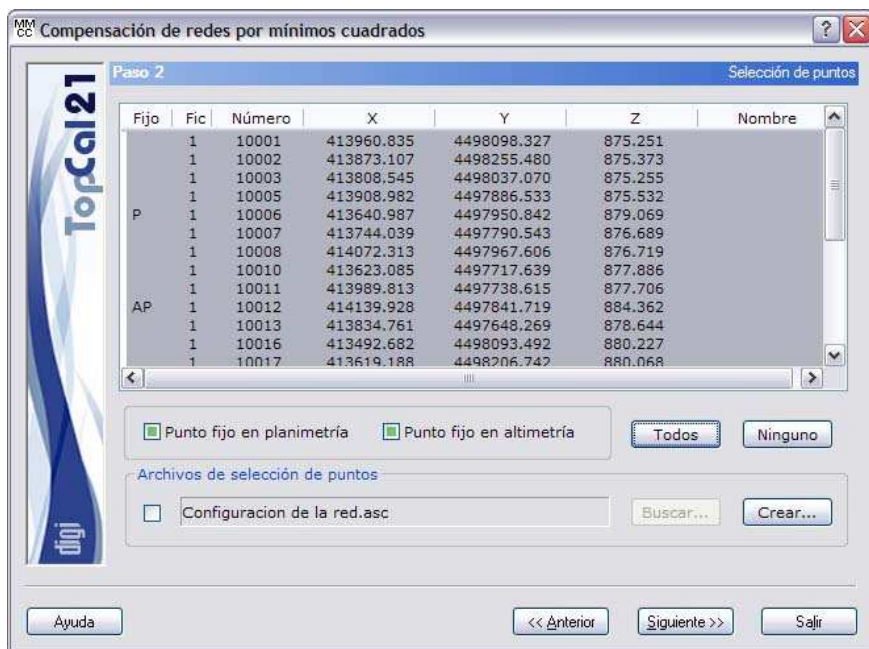 MM
CC Compensación de redes por mínimos cuadrados
TopCal21
digi
Paso 2 Selección de puntos
Fijo Fic Número X Y Z Nombre
1 10001 413960.835 4498098.327 875.251
1 10002 413873.107 4498255.480 875.373
1 10003 413808.545 4498037.070 875.255
1 10005 413908.982 4497886.533 875.532
P 1 10006 413640.987 4497950.842 879.069
1 10007 413744.039 4497790.543 876.689
1 10008 414072.313 4497967.606 876.719
1 10010 413623.085 4497717.639 877.886
1 10011 413989.813 4497738.615 877.706
AP 1 10012 414139.928 4497841.719 884.362
1 10013 413834.761 4497648.269 878.644
1 10016 413492.682 4498093.492 880.227
1 10017 413619.188 4498206.742 880.068
Punto fijo en planimetría Punto fijo en altimetría Todos Ninguno
Archivos de selección de puntos
Configuracion de la red.asc Buscar... Crear...
Ayuda << Anterior Siguiente >> Salir